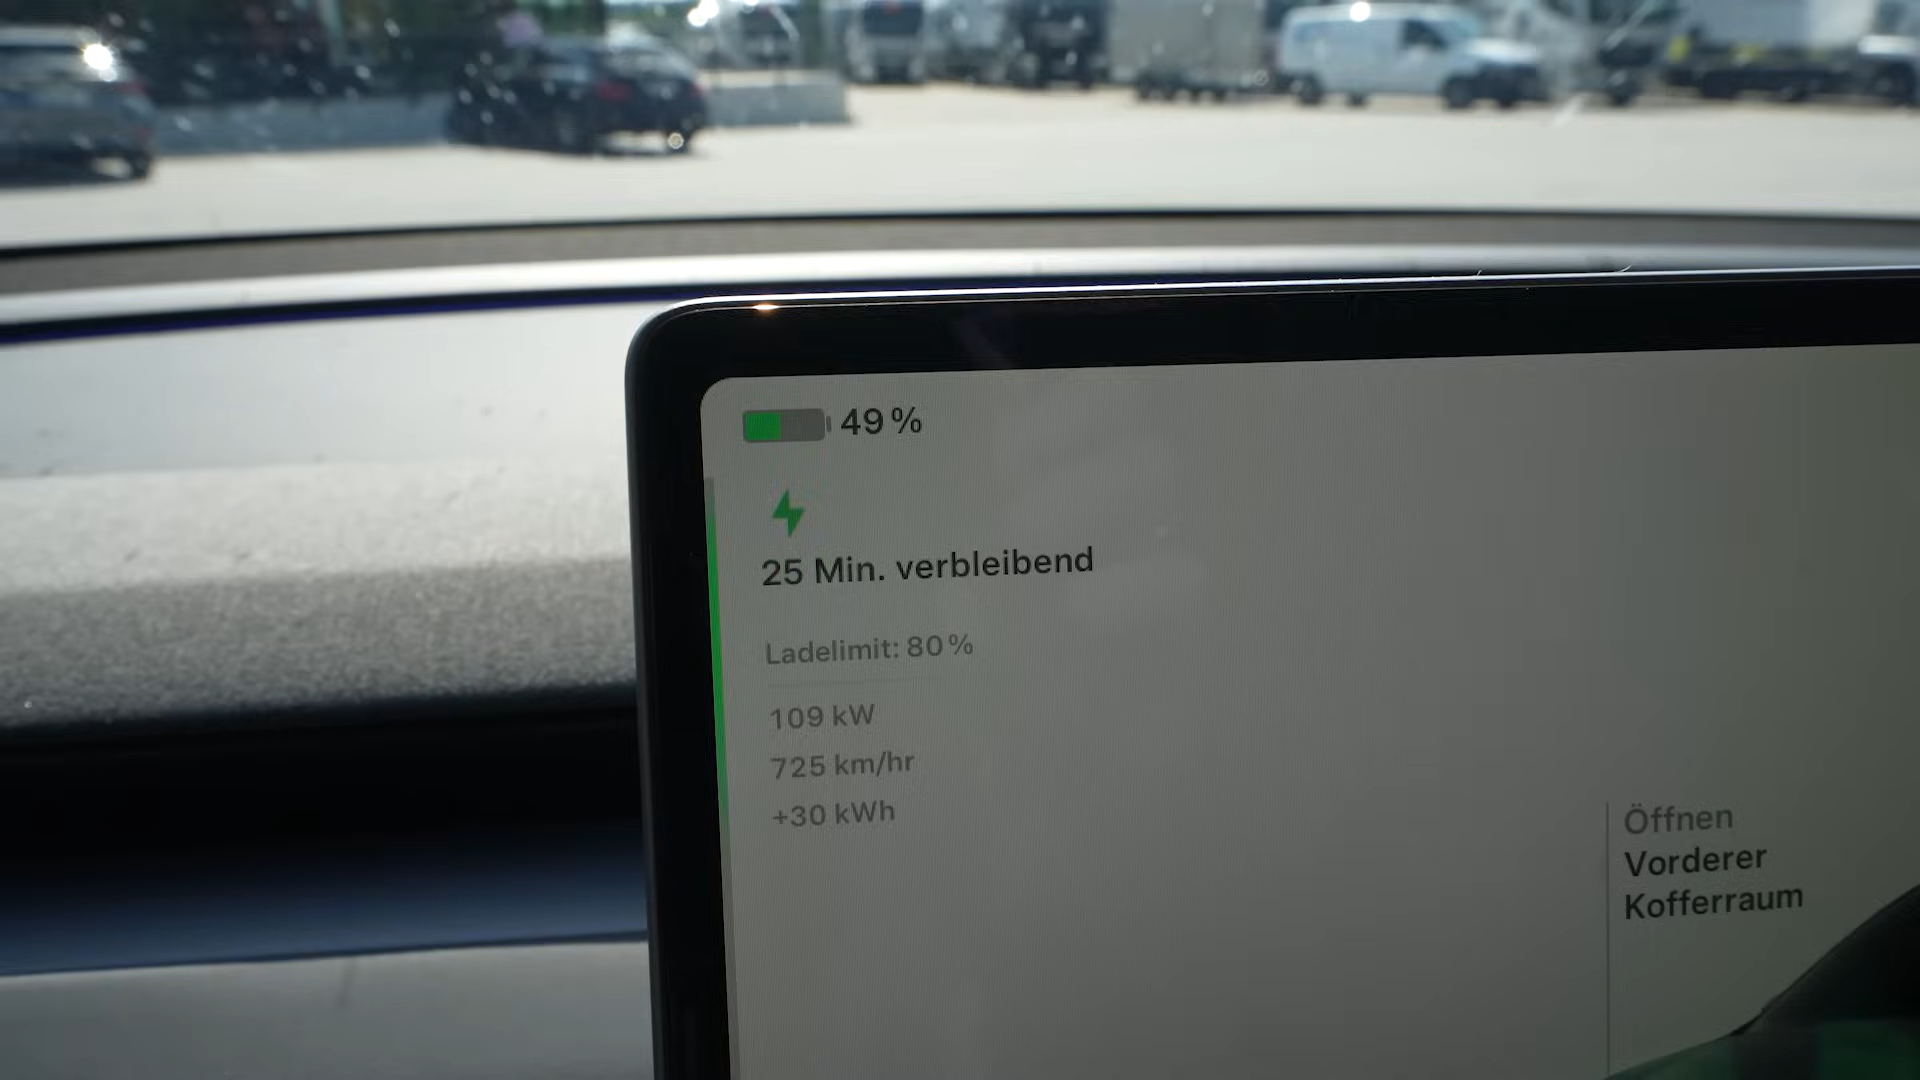 49 %
25 Min. verbleibend
Ladelimit: 80 %
109 kW
725 km/hr
+30 kWh
Öffnen
Vorderer
Kofferraum